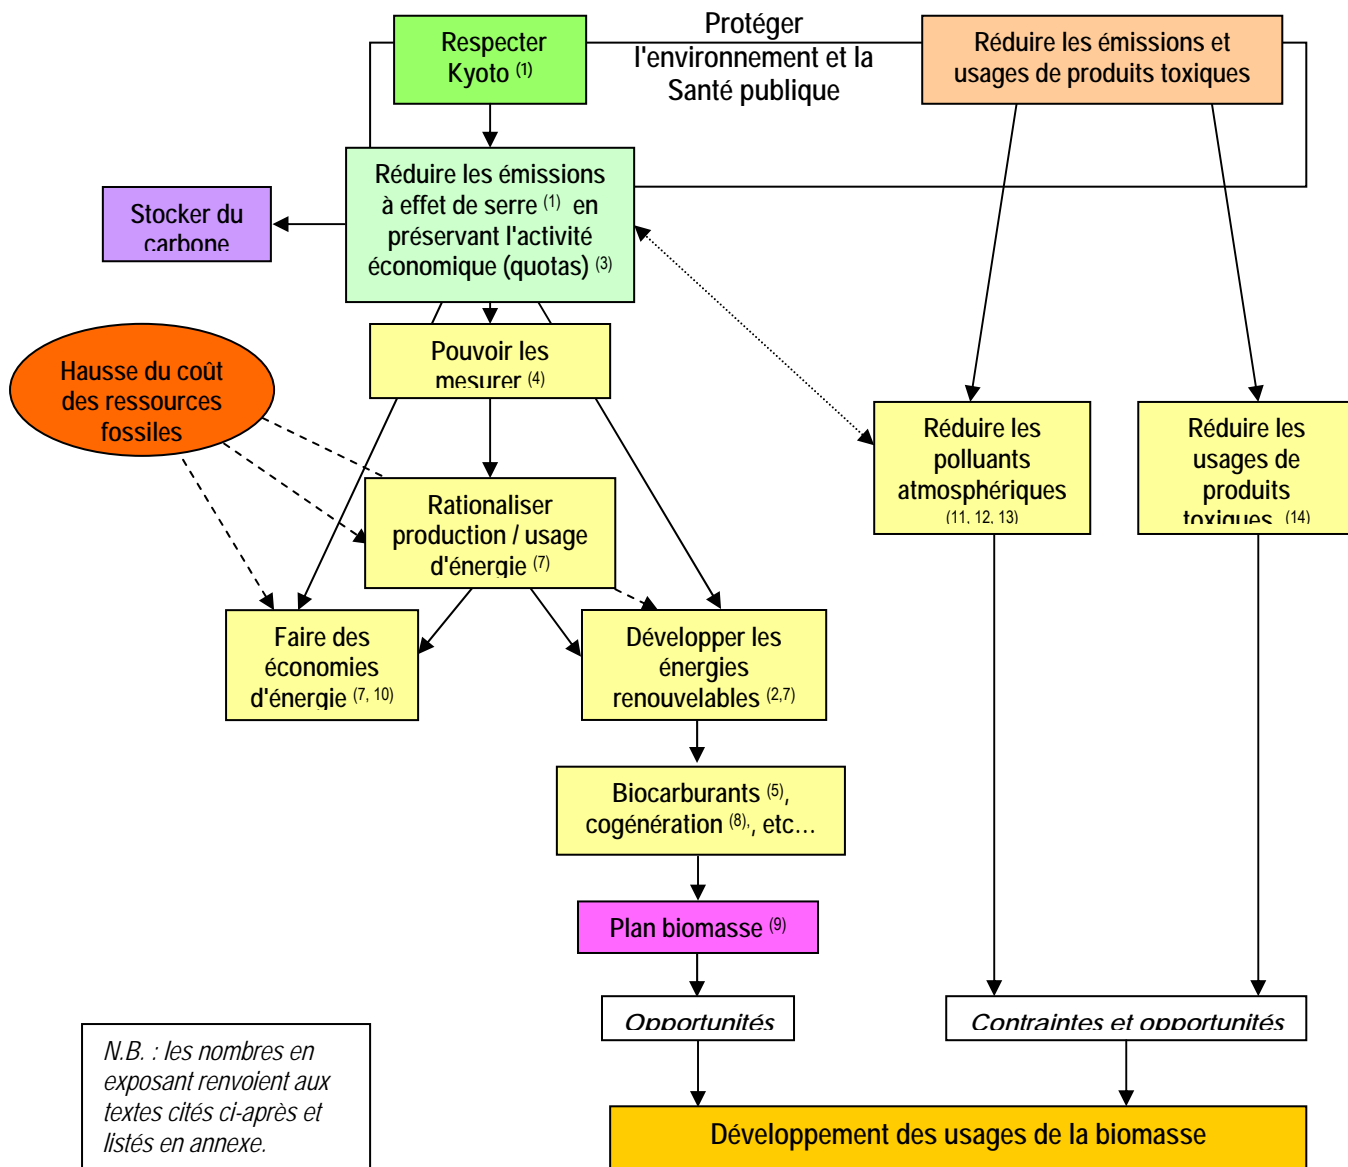 Respecter
Kyoto (1)
Protéger
l'environnement et la
Santé publique
Réduire les émissions et
usages de produits toxiques
Réduire les émissions
à effet de serre (1) en
préservant l'activité
économique (quotas) (3)
Stocker du
carbone
Pouvoir les
mesurer (4)
Hausse du coût
des ressources
fossiles
Réduire les
polluants
atmosphériques
(11, 12, 13)
Réduire les
usages de
produits
toxiques (14)
Rationaliser
production / usage
d'énergie (7)
Faire des
économies
d'énergie (7, 10)
Développer les
énergies
renouvelables (2,7)
Biocarburants (5),
cogénération (8), , etc…
Plan biomasse (9)
Opportunités
Contraintes et opportunités
N.B. : les nombres en
exposant renvoient aux
textes cités ci-après et
listés en annexe.
Développement des usages de la biomasse